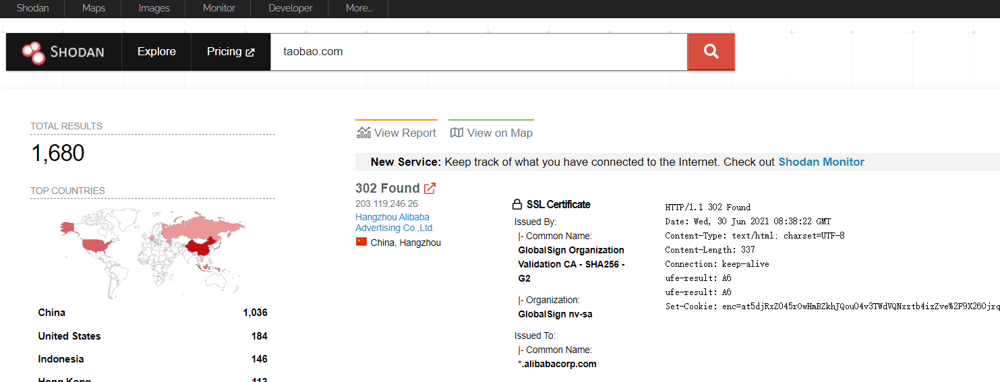 Shodan Maps Images Monitor Developer More...
SHODAN Explore Pricing taobao.com
TOTAL RESULTS
1,680
TOP COUNTRIES
China 1,036
United States 184
Indonesia 146
Hong Kong 113
View Report View on Map
New Service: Keep track of what you have connected to the Internet. Check out Shodan Monitor
302 Found
203.119.246.26
Hangzhou Alibaba
Advertising Co.,Ltd.
China, Hangzhou
SSL Certificate
Issued By:
|- Common Name:
GlobalSign Organization
Validation CA - SHA256 -
G2
|- Organization:
GlobalSign nv-sa
Issued To:
|- Common Name:
*.alibabacorp.com
HTTP/1.1 302 Found
Date: Wed, 30 Jun 2021 08:38:22 GMT
Content-Type: text/html; charset=UTF-8
Content-Length: 337
Connection: keep-alive
ufe-result: A6
ufe-result: A6
Set-Cookie: